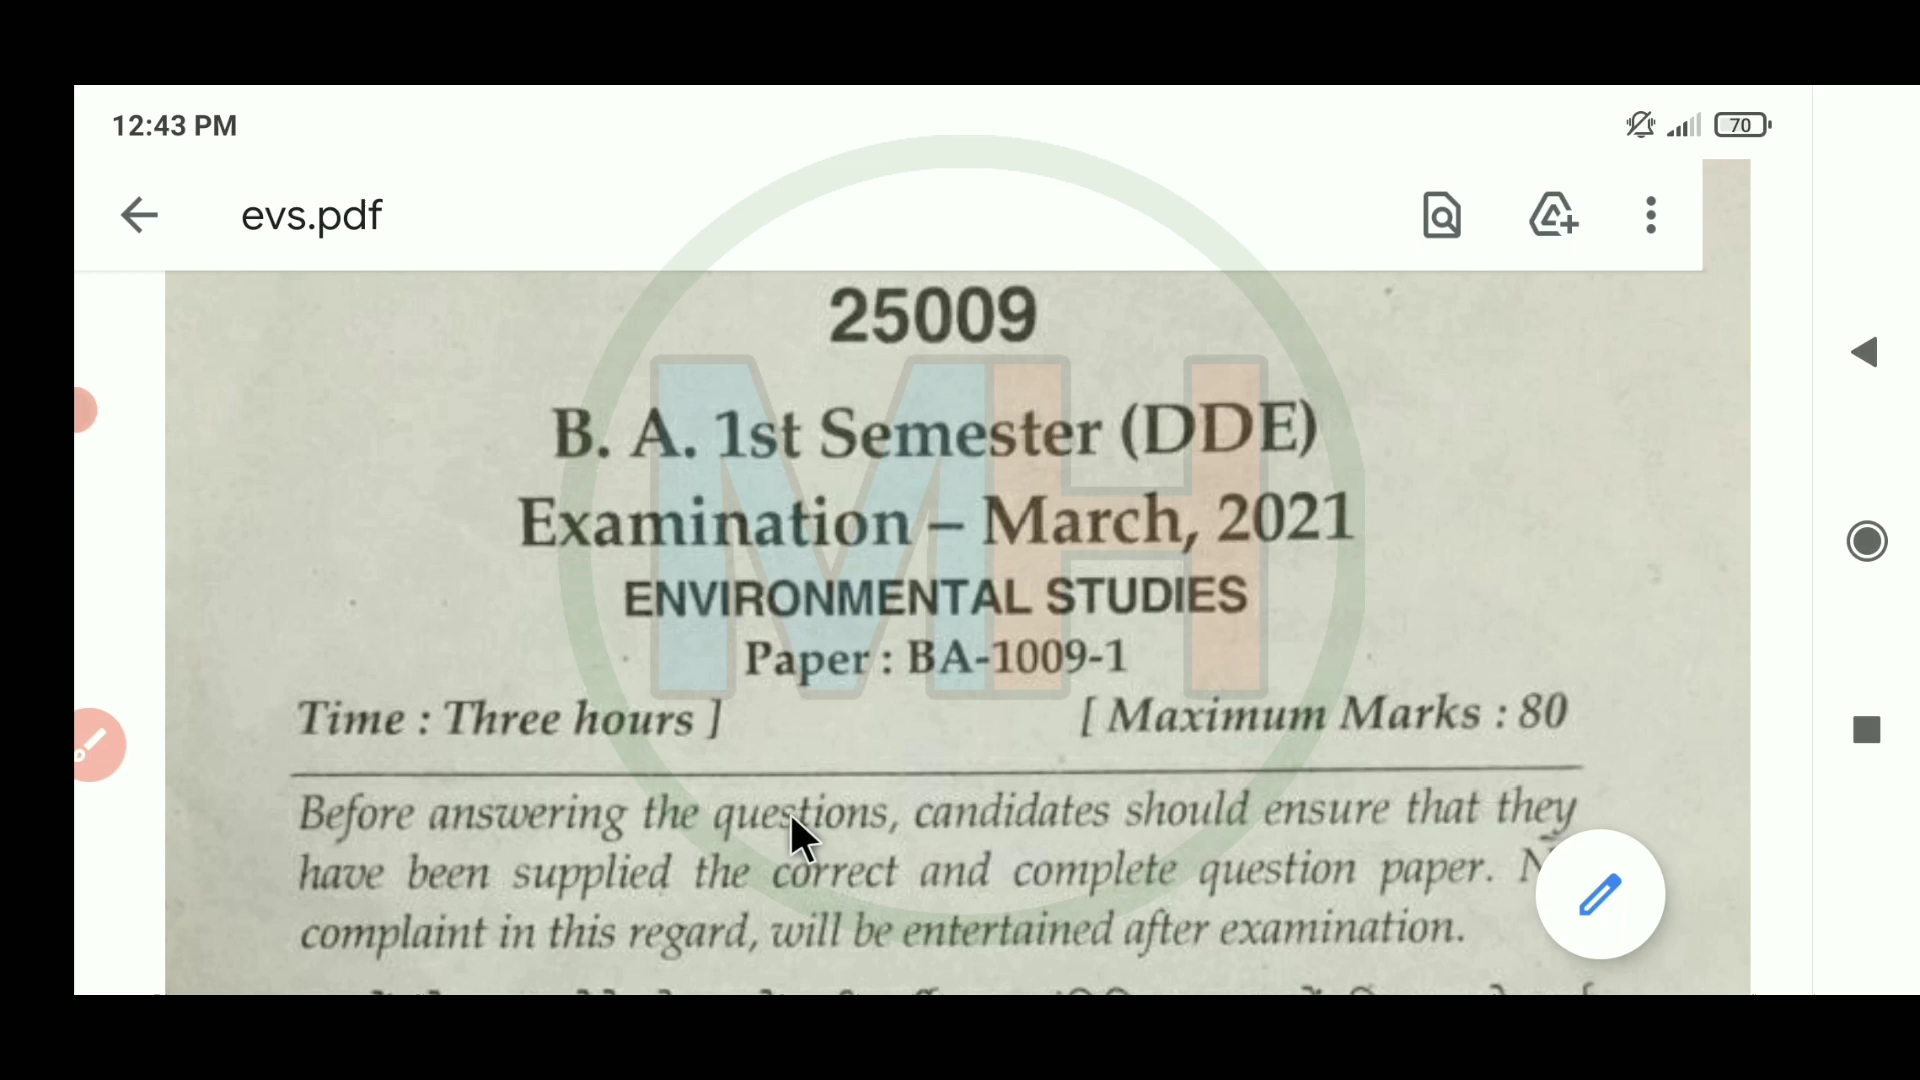 12:43 PM
70
evs.pdf
25009
B. A. 1st Semester (DDE)
Examination – March, 2021
ENVIRONMENTAL STUDIES
Paper : BA-1009-1
Time : Three hours ]
[ Maximum Marks : 80
Before answering the questions, candidates should ensure that they
have been supplied the correct and complete question paper.
complaint in this regard, will be entertained after examination.
MH